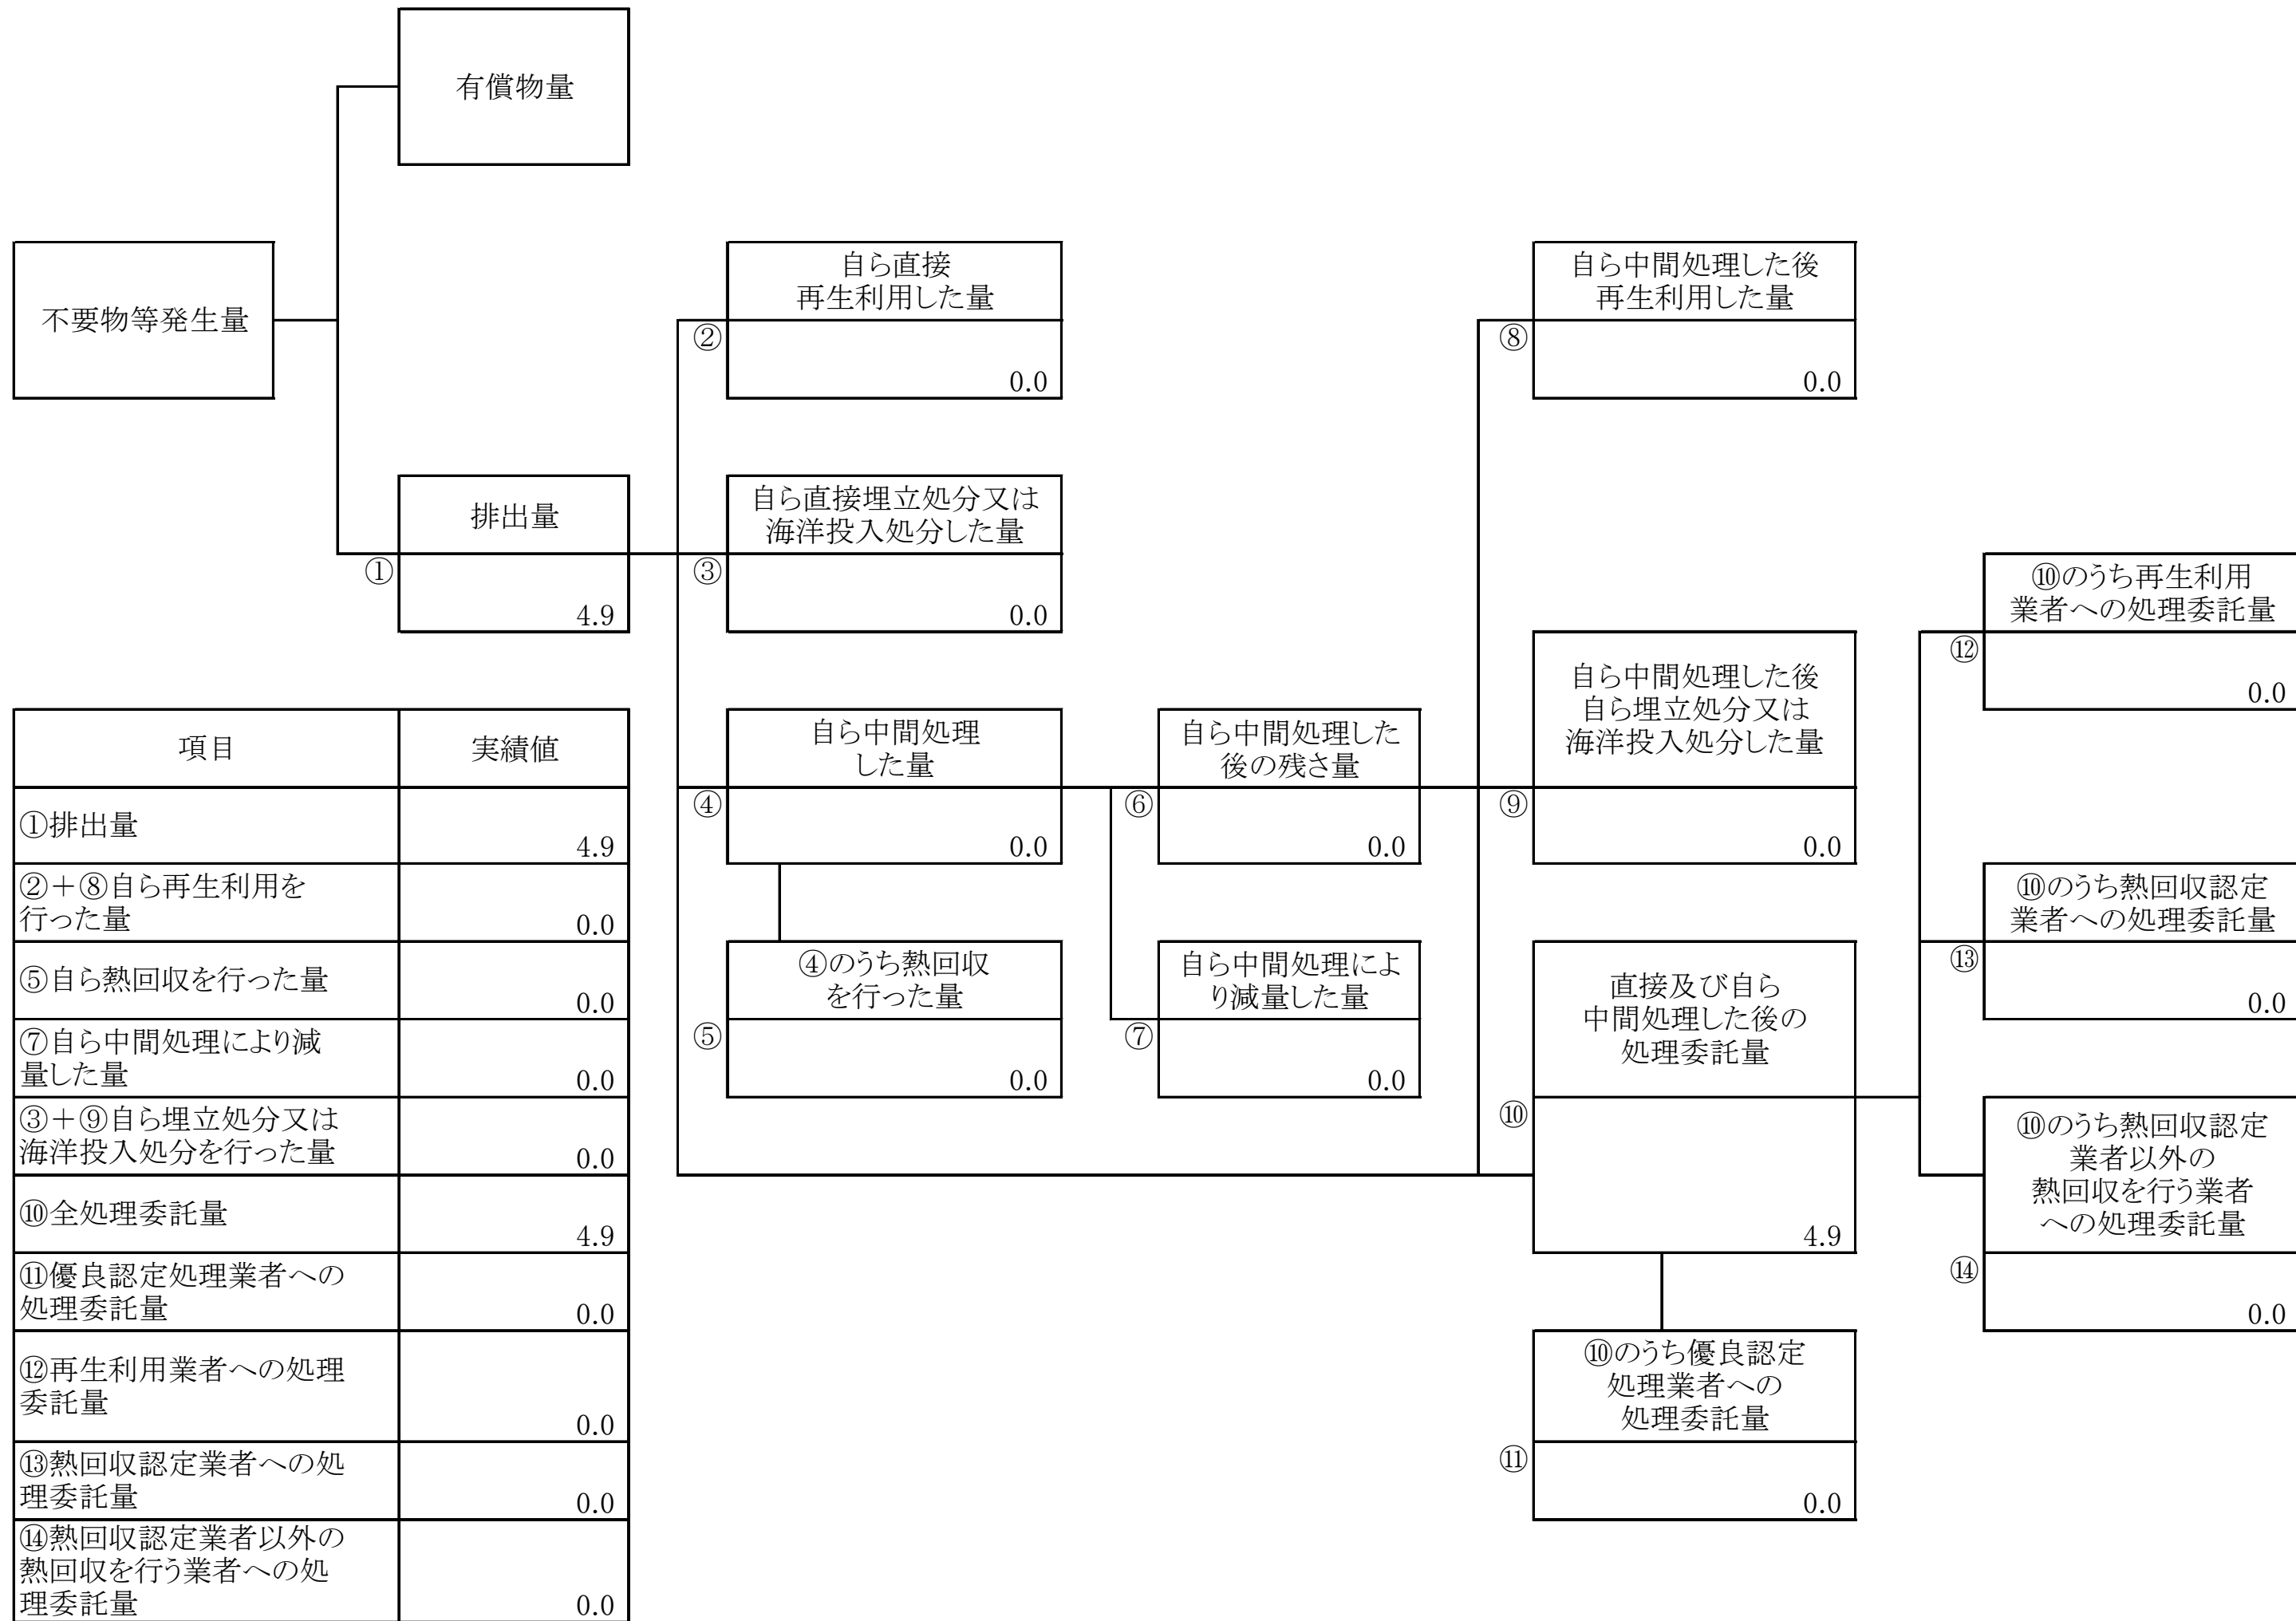 有償物量
不要物等発生量
自ら直接
再生利用した量
②
0.0
自ら中間処理した後
再生利用した量
⑧
0.0
排出量
①
4.9
自ら直接埋立処分又は
海洋投入処分した量
③
0.0
⑩のうち再生利用
業者への処理委託量
⑫
0.0
自ら中間処理
した量
④
0.0
自ら中間処理した
後の残さ量
⑥
0.0
自ら中間処理した後
自ら埋立処分又は
海洋投入処分した量
⑨
0.0
⑩のうち熱回収認定
業者への処理委託量
⑬
0.0
④のうち熱回収
を行った量
⑤
0.0
自ら中間処理によ
り減量した量
⑦
0.0
直接及び自ら
中間処理した後の
処理委託量
⑩
4.9
⑩のうち熱回収認定
業者以外の
熱回収を行う業者
への処理委託量
⑭
0.0
⑩のうち優良認定
処理業者への
処理委託量
⑪
0.0
項目 実績値
①排出量
4.9
②＋⑧自ら再生利用を
行った量
0.0
⑤自ら熱回収を行った量
0.0
⑦自ら中間処理により減
量した量
0.0
③＋⑨自ら埋立処分又は
海洋投入処分を行った量
0.0
⑩全処理委託量
4.9
⑪優良認定処理業者への
処理委託量
0.0
⑫再生利用業者への処理
委託量
0.0
⑬熱回収認定業者への処
理委託量
0.0
⑭熱回収認定業者以外の
熱回収を行う業者への処
理委託量
0.0